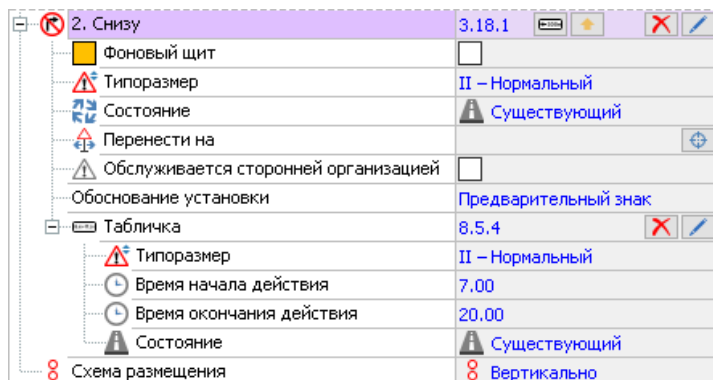 2. Снизу 3.18.1
Фоновый щит
Типоразмер II – Нормальный
Состояние Существующий
Перенести на
Обслуживается сторонней организацией
Обоснование установки Предварительный знак
Табличка 8.5.4
Типоразмер II – Нормальный
Время начала действия 7.00
Время окончания действия 20.00
Состояние Существующий
Схема размещения Вертикально